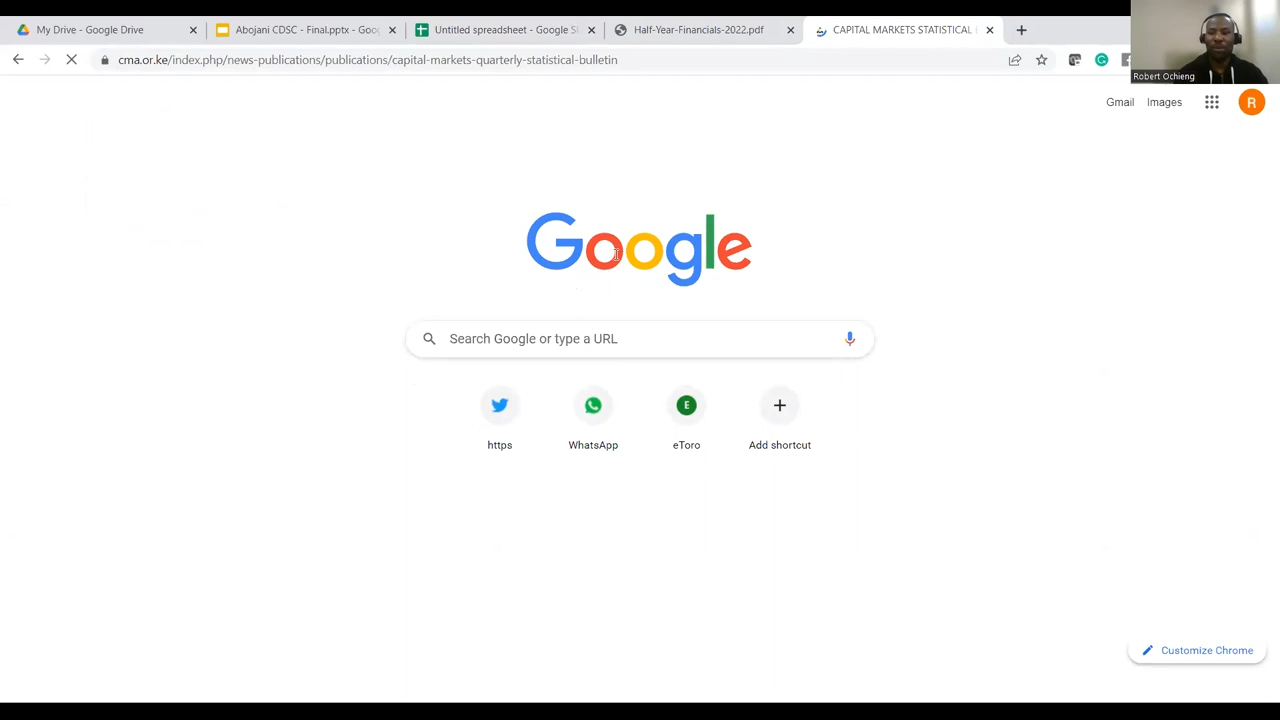 My Drive - Google Drive
Abojani CDSC - Final.pptx - Goog
Untitled spreadsheet - Google S
Half-Year-Financials-2022.pdf
CAPITAL MARKETS STATISTICAL
cma.or.ke/index.php/news-publications/publications/capital-markets-quarterly-statistical-bulletin
Robert Ochieng
Gmail
Images
R
Google
Search Google or type a URL
E
https
WhatsApp
eToro
Add shortcut
Customize Chrome